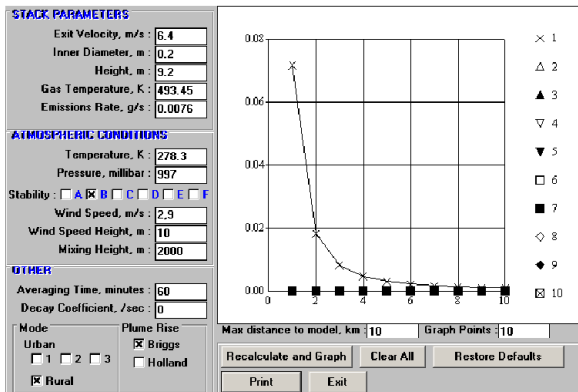 STACK PARAMETERS
Exit Velocity, m/s : 6.4
Inner Diameter, m : 0.2
Height, m : 9.2
Gas Temperature, K : 493.45
Emissions Rate, g/s : 0.0076
ATMOSPHERIC CONDITIONS
Temperature, K : 278.3
Pressure, millibar : 997
Stability : A B C D E F
Wind Speed, m/s : 2,9
Wind Speed Height, m : 10
Mixing Height, m : 2000
OTHER
Averaging Time, minutes : 60
Decay Coefficient, /sec : 0
Mode
Urban
1 2 3
Rural
Plume Rise
Briggs
Holland
0.08
0.06
0.04
0.02
0.00
0 2 4 6 8 10
1
2
3
4
5
6
7
8
9
10
Max distance to model, km : 10 Graph Points : 10
Recalculate and Graph Clear All Restore Defaults
Print Exit